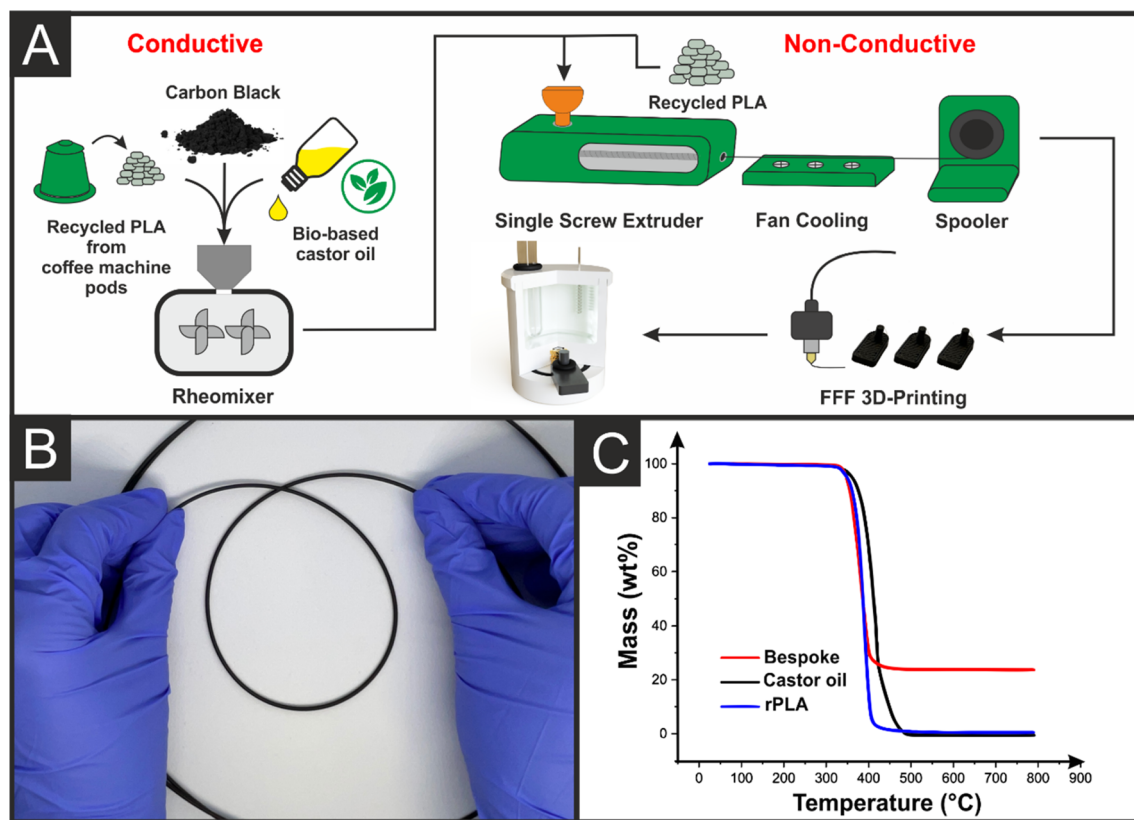 A
Conductive
Non-Conductive
Carbon Black
Recycled PLA
from
coffee machine
pods
Bio-based
castor oil
Rheomixer
Recycled PLA
Single Screw Extruder
Fan Cooling
Spooler
FFF 3D-Printing
B
C
Mass (wt%)
100
80
60
40
20
0
Bespoke
Castor oil
rPLA
0
100
200
300
400
500
600
700
800
900
Temperature (°C)